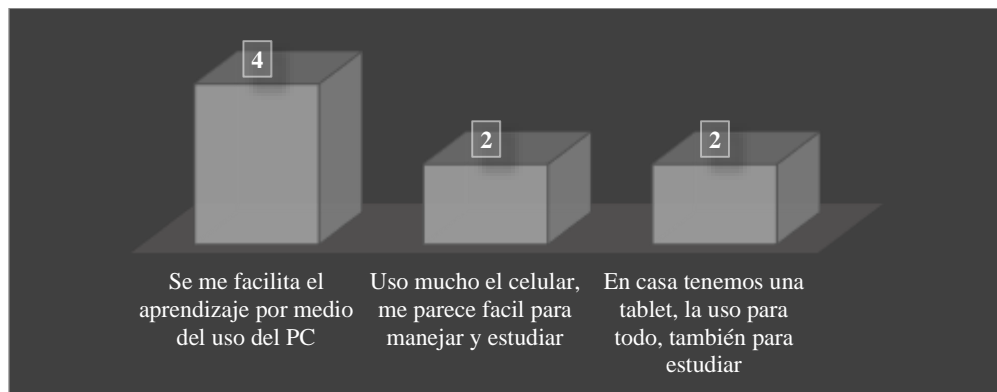 4
2
2
Se me facilita el
aprendizaje por medio
del uso del PC
Uso mucho el celular,
me parece facil para
manejar y estudiar
En casa tenemos una
tablet, la uso para
todo, también para
estudiar